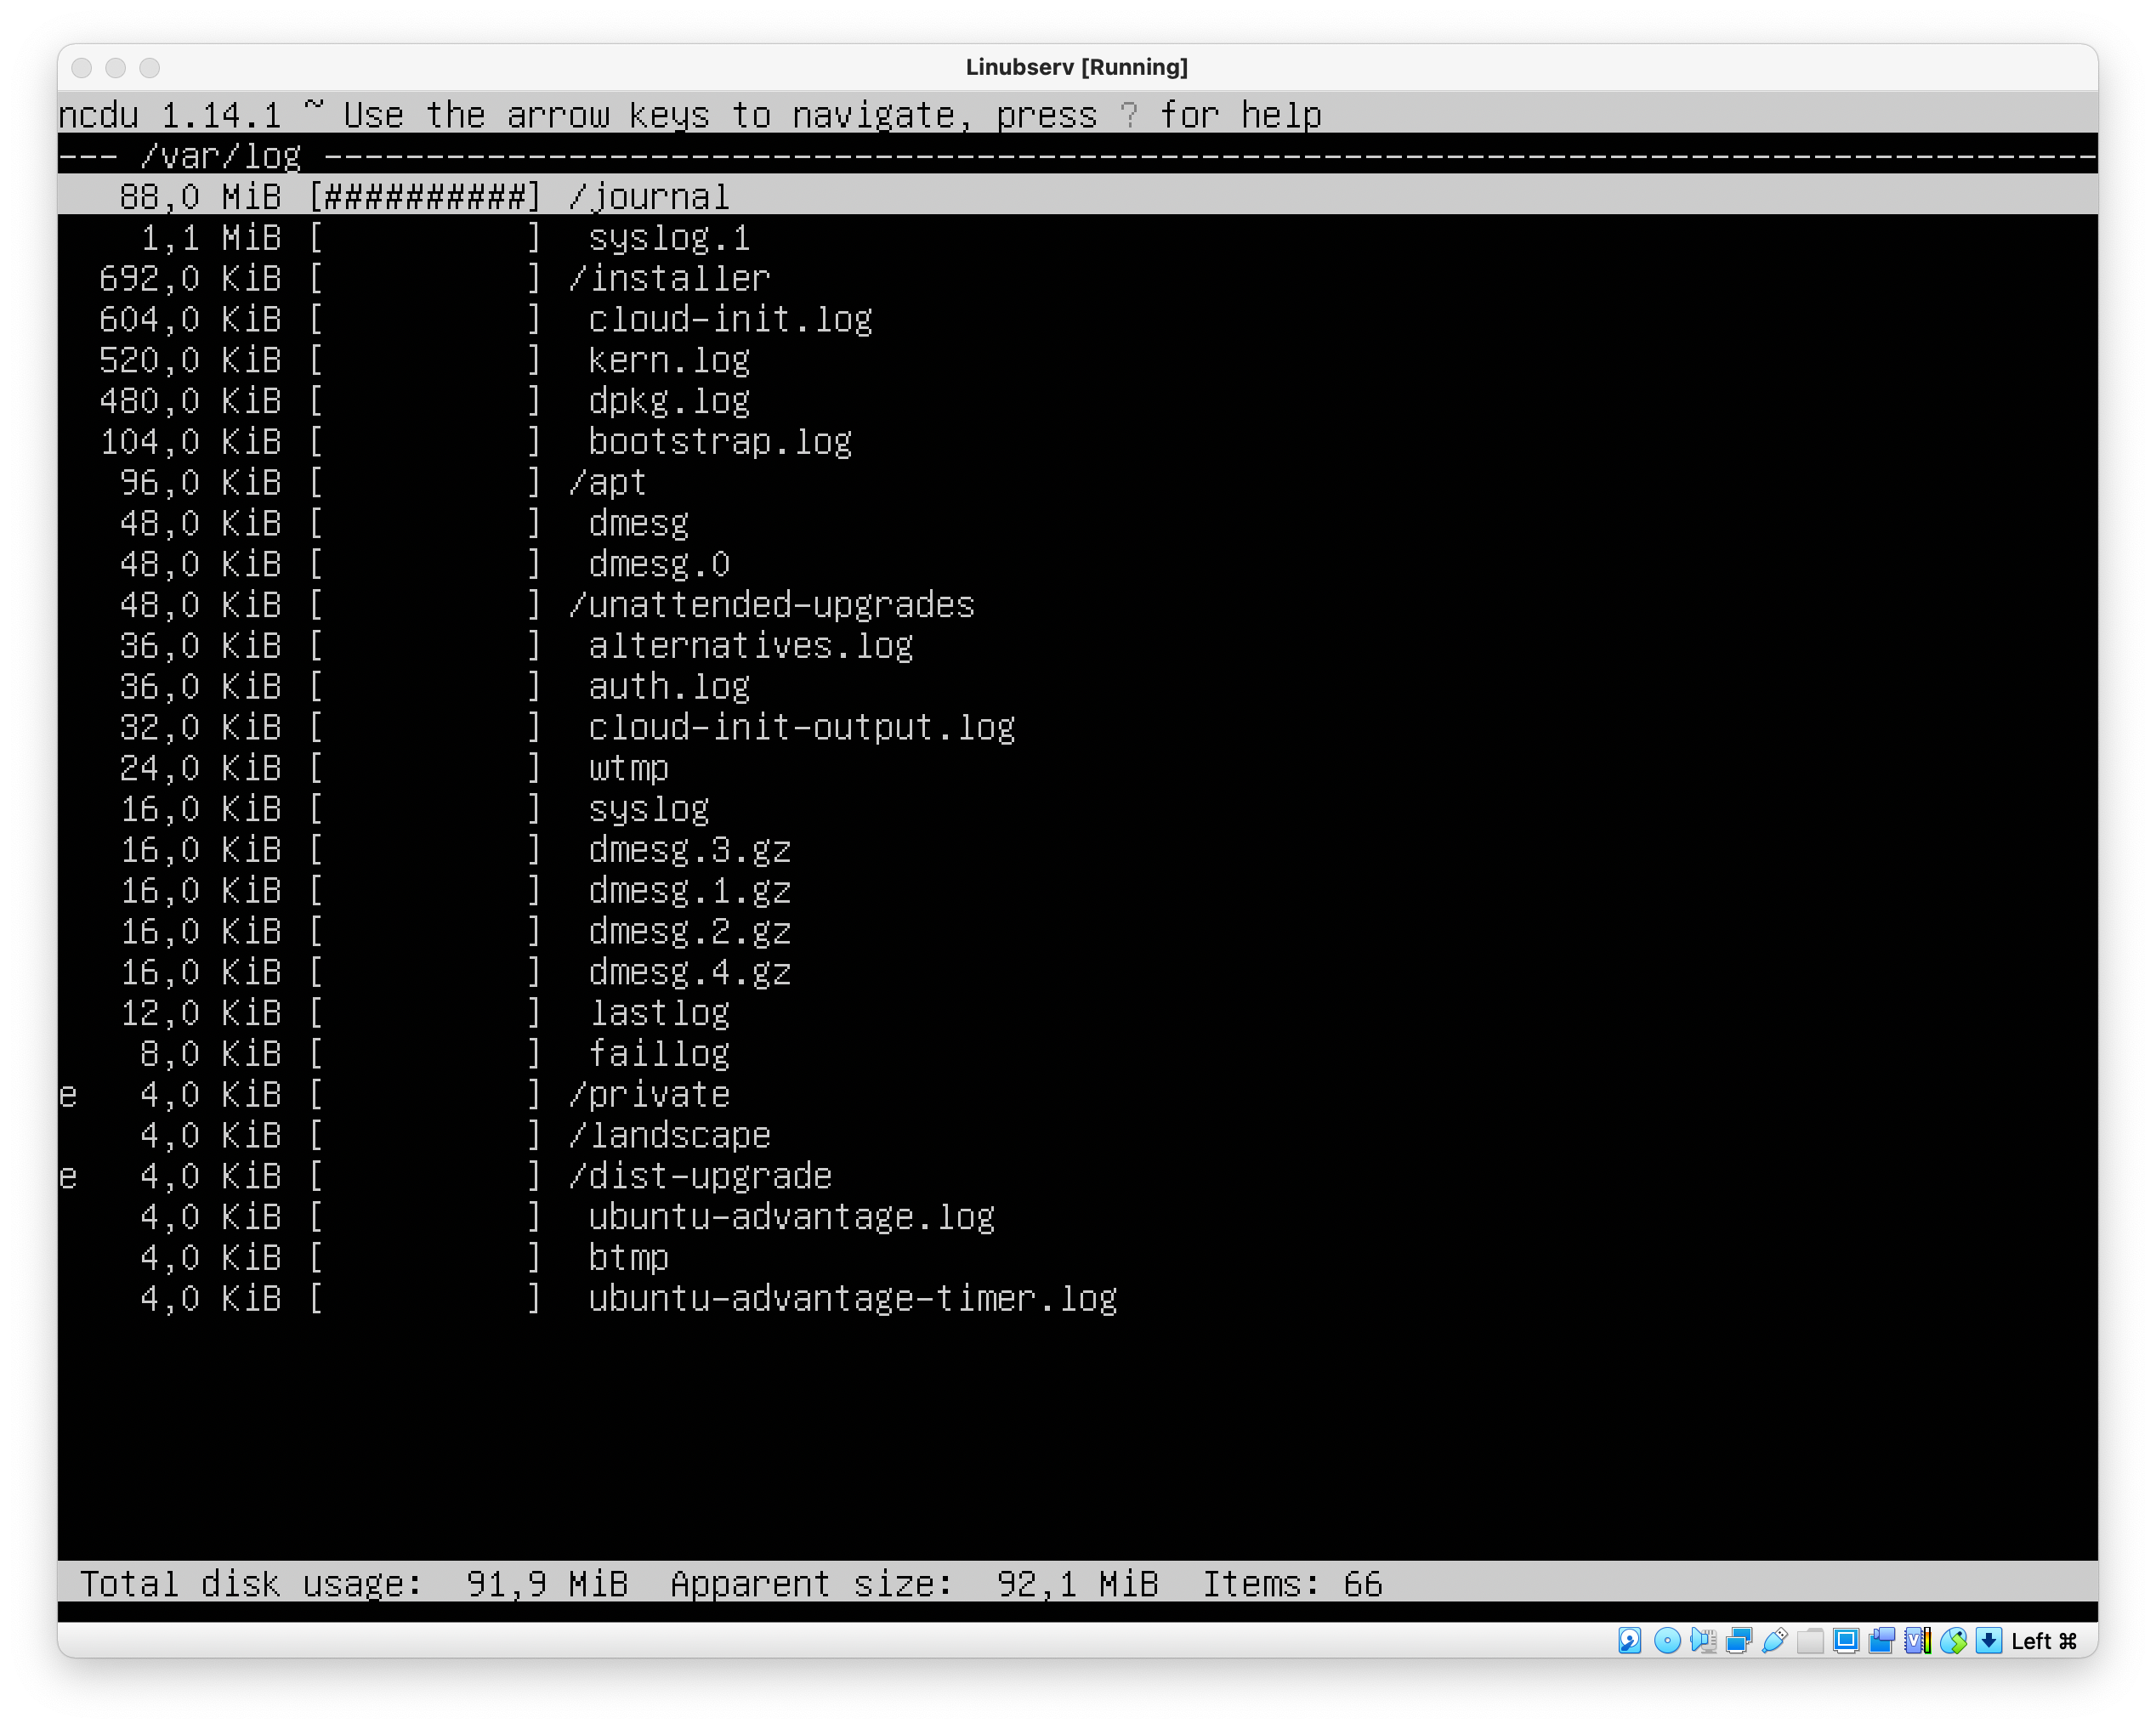 Linubserv [Running]
ncdu 1.14.1 ~ Use the arrow keys to navigate, press ? for help
--- /var/log ----------------------------------------------------------------------------------------
   88,0 MiB [##########] /journal
    1,1 MiB [          ]  syslog.1
  692,0 KiB [          ] /installer
  604,0 KiB [          ]  cloud-init.log
  520,0 KiB [          ]  kern.log
  480,0 KiB [          ]  dpkg.log
  104,0 KiB [          ]  bootstrap.log
   96,0 KiB [          ] /apt
   48,0 KiB [          ]  dmesg
   48,0 KiB [          ]  dmesg.0
   48,0 KiB [          ] /unattended-upgrades
   36,0 KiB [          ]  alternatives.log
   36,0 KiB [          ]  auth.log
   32,0 KiB [          ]  cloud-init-output.log
   24,0 KiB [          ]  wtmp
   16,0 KiB [          ]  syslog
   16,0 KiB [          ]  dmesg.3.gz
   16,0 KiB [          ]  dmesg.1.gz
   16,0 KiB [          ]  dmesg.2.gz
   16,0 KiB [          ]  dmesg.4.gz
   12,0 KiB [          ]  lastlog
    8,0 KiB [          ]  faillog
e   4,0 KiB [          ] /private
    4,0 KiB [          ] /landscape
e   4,0 KiB [          ] /dist-upgrade
    4,0 KiB [          ]  ubuntu-advantage.log
    4,0 KiB [          ]  btmp
    4,0 KiB [          ]  ubuntu-advantage-timer.log
 Total disk usage:  91,9 MiB  Apparent size:  92,1 MiB  Items: 66
Left ⌘